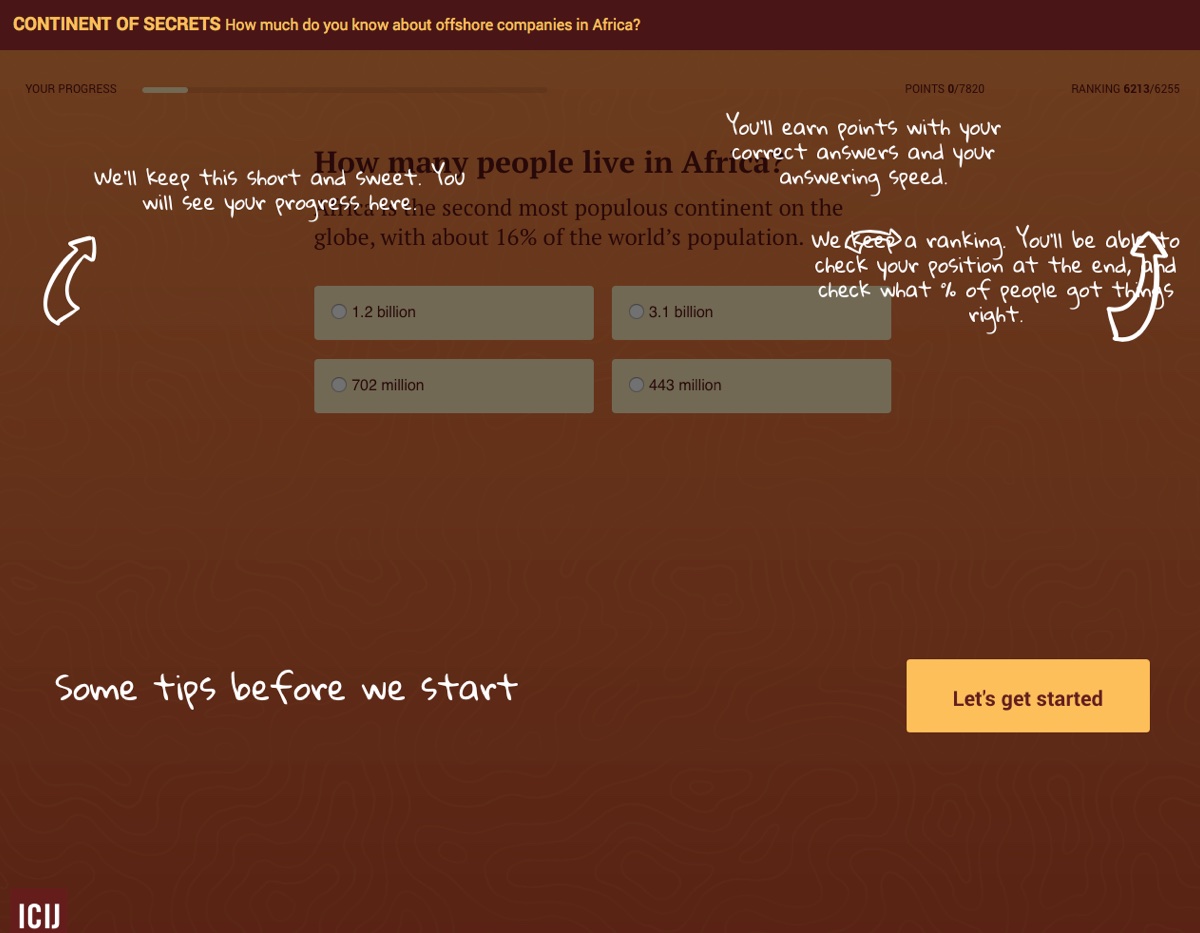 CONTINENT OF SECRETS How much do you know about offshore companies in Africa?
YOUR PROGRESS
POINTS 0/7820
RANKING 6213/6255
You'll earn points with your
correct answers and your
answering speed.
How many people live in Africa?
We'll keep this short and sweet. You
will see your progress here.
Africa is the second most populous continent on the
globe, with about 16% of the world's population.
We keep a ranking. You'll be able to
check your position at the end, and
check what % of people got things
right.
1.2 billion
3.1 billion
702 million
443 million
Some tips before we start
Let's get started
ICIJ